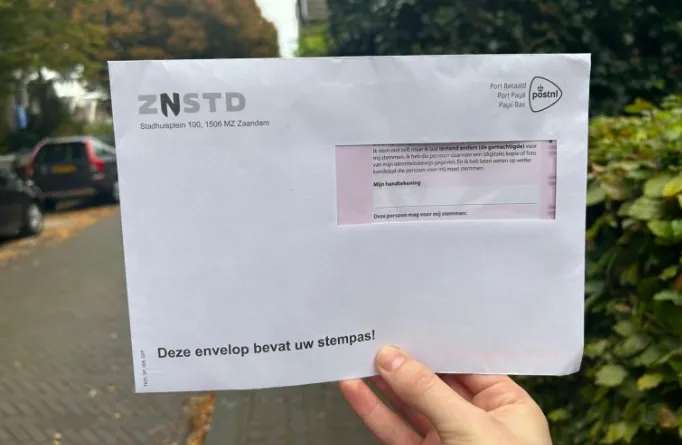 ZNSTD
Stadhuisplein 100, 1506 MZ Zaandam
Port Betaald
Port Payé
Pays-Bas
postnl
ik stem niet zelf, maar ik laat iemand anders (de gemachtigde) voor
mij stemmen. Ik heb die persoon daarvoor een (digitale) kopie of foto
van mijn identiteitsbewijs gegeven. En ik heb laten weten op welke
kandidaat die persoon voor mij moet stemmen.
Mijn handtekening
Deze persoon mag voor mij stemmen:
Deze envelop bevat uw stempas!